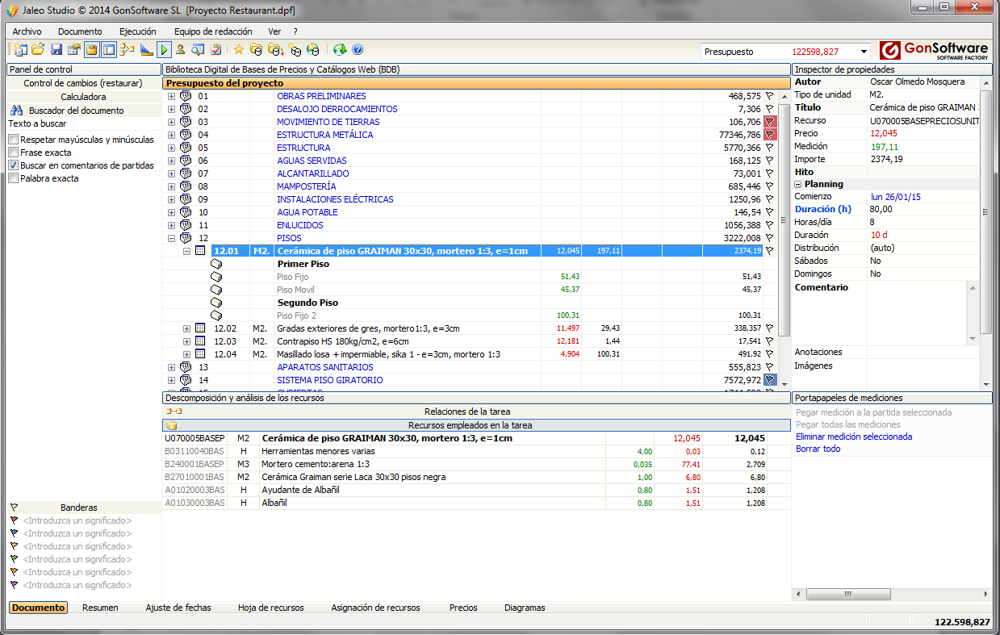 Jaleo Studio © 2014 GonSoftware SL [Proyecto Restaurant.dpf]
Archivo Documento Ejecución Equipo de redacción Ver ?
Presupuesto 122598,827
GonSoftware
SOFTWARE FACTORY
Panel de control
Control de cambios (restaurar)
Calculadora
Buscador del documento
Texto a buscar
Respetar mayúsculas y minúsculas
Frase exacta
Buscar en comentarios de partidas
Palabra exacta
Banderas
<Introduzca un significado>
<Introduzca un significado>
<Introduzca un significado>
<Introduzca un significado>
<Introduzca un significado>
<Introduzca un significado>
Biblioteca Digital de Bases de Precios y Catálogos Web (BDB)
Presupuesto del proyecto
01 OBRAS PRELIMINARES 468,575
02 DESALOJO DERROCAMIENTOS 7,306
03 MOVIMIENTO DE TIERRAS 106,706
04 ESTRUCTURA METÁLICA 77346,786
05 ESTRUCTURA 5770,366
06 AGUAS SERVIDAS 168,125
07 ALCANTARILLADO 73,001
08 MAMPOSTERÍA 685,446
09 INSTALACIONES ELÉCTRICAS 1250,96
10 AGUA POTABLE 146,54
11 ENLUCIDOS 1056,388
12 PISOS 3222,008
12.01 M2. Cerámica de piso GRAIMAN 30x30, mortero 1:3, e=1cm 12,045 197,11 2374,19
Primer Piso
Piso Fijo 51,43 51,43
Piso Movil 45,37 45,37
Segundo Piso
Piso Fijo 2 100,31 100,31
12.02 M2. Gradas exteriores de gres, mortero1:3, e=3cm 11,497 29,43 338,357
12.03 M2. Contrapiso HS 180kg/cm2, e=6cm 12,181 1,44 17,541
12.04 M2. Masillado losa + impermiable, sika 1 - e=3cm, mortero 1:3 4,904 100,31 491,92
13 APARATOS SANITARIOS 555,823
14 SISTEMA PISO GIRATORIO 7572,972
Descomposición y análisis de los recursos
Relaciones de la tarea
Recursos empleados en la tarea
U070005BASEP M2 Cerámica de piso GRAIMAN 30x30, mortero 1:3, e=1cm 12,045 12,045
B03110040BAS H Herramientas menores varias 4,00 0,03 0,12
B240001BASEP M3 Mortero cemento:arena 1:3 0,035 77,41 2,709
B27010001BAS M2 Cerámica Graiman serie Laca 30x30 pisos negra 1,00 6,80 6,80
A01020003BAS H Ayudante de Albañil 0,80 1,51 1,208
A01030003BAS H Albañil 0,80 1,51 1,208
Inspector de propiedades
Autor Oscar Olmedo Mosquera
Tipo de unidad M2.
Título Cerámica de piso GRAIMAN
Recurso U070005BASEPRECIOSUNIT
Precio 12,045
Medición 197,11
Importe 2374,19
Hito
Planning
Comienzo lun 26/01/15
Duración (h) 80,00
Horas/día 8
Duración 10 d
Distribución (auto)
Sábados No
Domingos No
Comentario
Anotaciones
Imágenes
Portapapeles de mediciones
Pegar medición a la partida seleccionada
Pegar todas las mediciones
Eliminar medición seleccionada
Borrar todo
Documento Resumen Ajuste de fechas Hoja de recursos Asignación de recursos Precios Diagramas
122.598,827